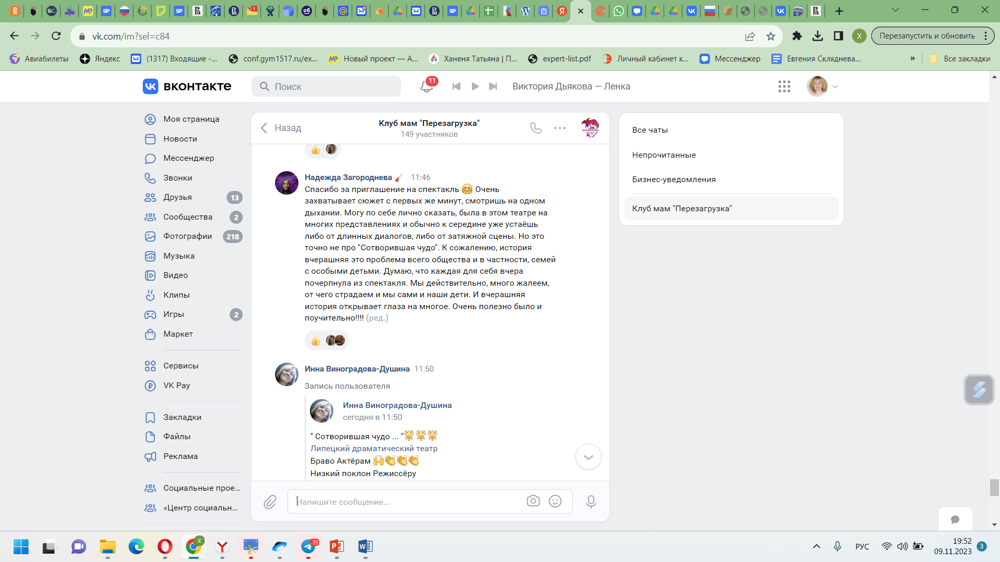 vk.com/im?sel=c84
Перезапустить и обновить
Авиабилеты
Яндекс
(1317) Входящие -...
conf.gym1517.ru/ex...
Новый проект — А...
Ханеня Татьяна | П...
expert-list.pdf
Личный кабинет к...
Мессенджер
Евгения Скляднева...
»
Все закладки
вконтакте
Поиск
11
Виктория Дьякова — Ленка
Моя страница
Новости
Мессенджер
Звонки
Друзья 13
Сообщества 2
Фотографии 218
Музыка
Видео
Клипы
Игры 2
Маркет
Сервисы
VK Pay
Закладки
Файлы
Реклама
Социальные прое...
«Центр социальн...
Назад
Клуб мам "Перезагрузка"
149 участников
Надежда Загороднева 🎸 11:46
Спасибо за приглашение на спектакль 🤗 Очень
захватывает сюжет с первых же минут, смотришь на одном
дыхании. Могу по себе лично сказать, была в этом театре на
многих представлениях и обычно к середине уже устаёшь
либо от длинных диалогов, либо от затяжной сцены. Но это
точно не про "Сотворившая чудо". К сожалению, история
вчерашняя это проблема всего общества и в частности, семей
с особыми детьми. Думаю, что каждая для себя вчера
почерпнула из спектакля. Мы действительно, много жалеем,
от чего страдаем и мы сами и наши дети. И вчерашняя
история открывает глаза на многое. Очень полезно было и
поучительно!!!! (ред.)
Инна Виноградова-Душина 11:50
Запись пользователя
Инна Виноградова-Душина
сегодня в 11:50
" Сотворившая чудо ... "
Липецкий драматический театр
Браво Актёрам 🙌👏👏👏
Низкий поклон Режиссёру
Напишите сообщение...
Все чаты
Непрочитанные
Бизнес-уведомления
Клуб мам "Перезагрузка"
РУС
19:52
09.11.2023
3